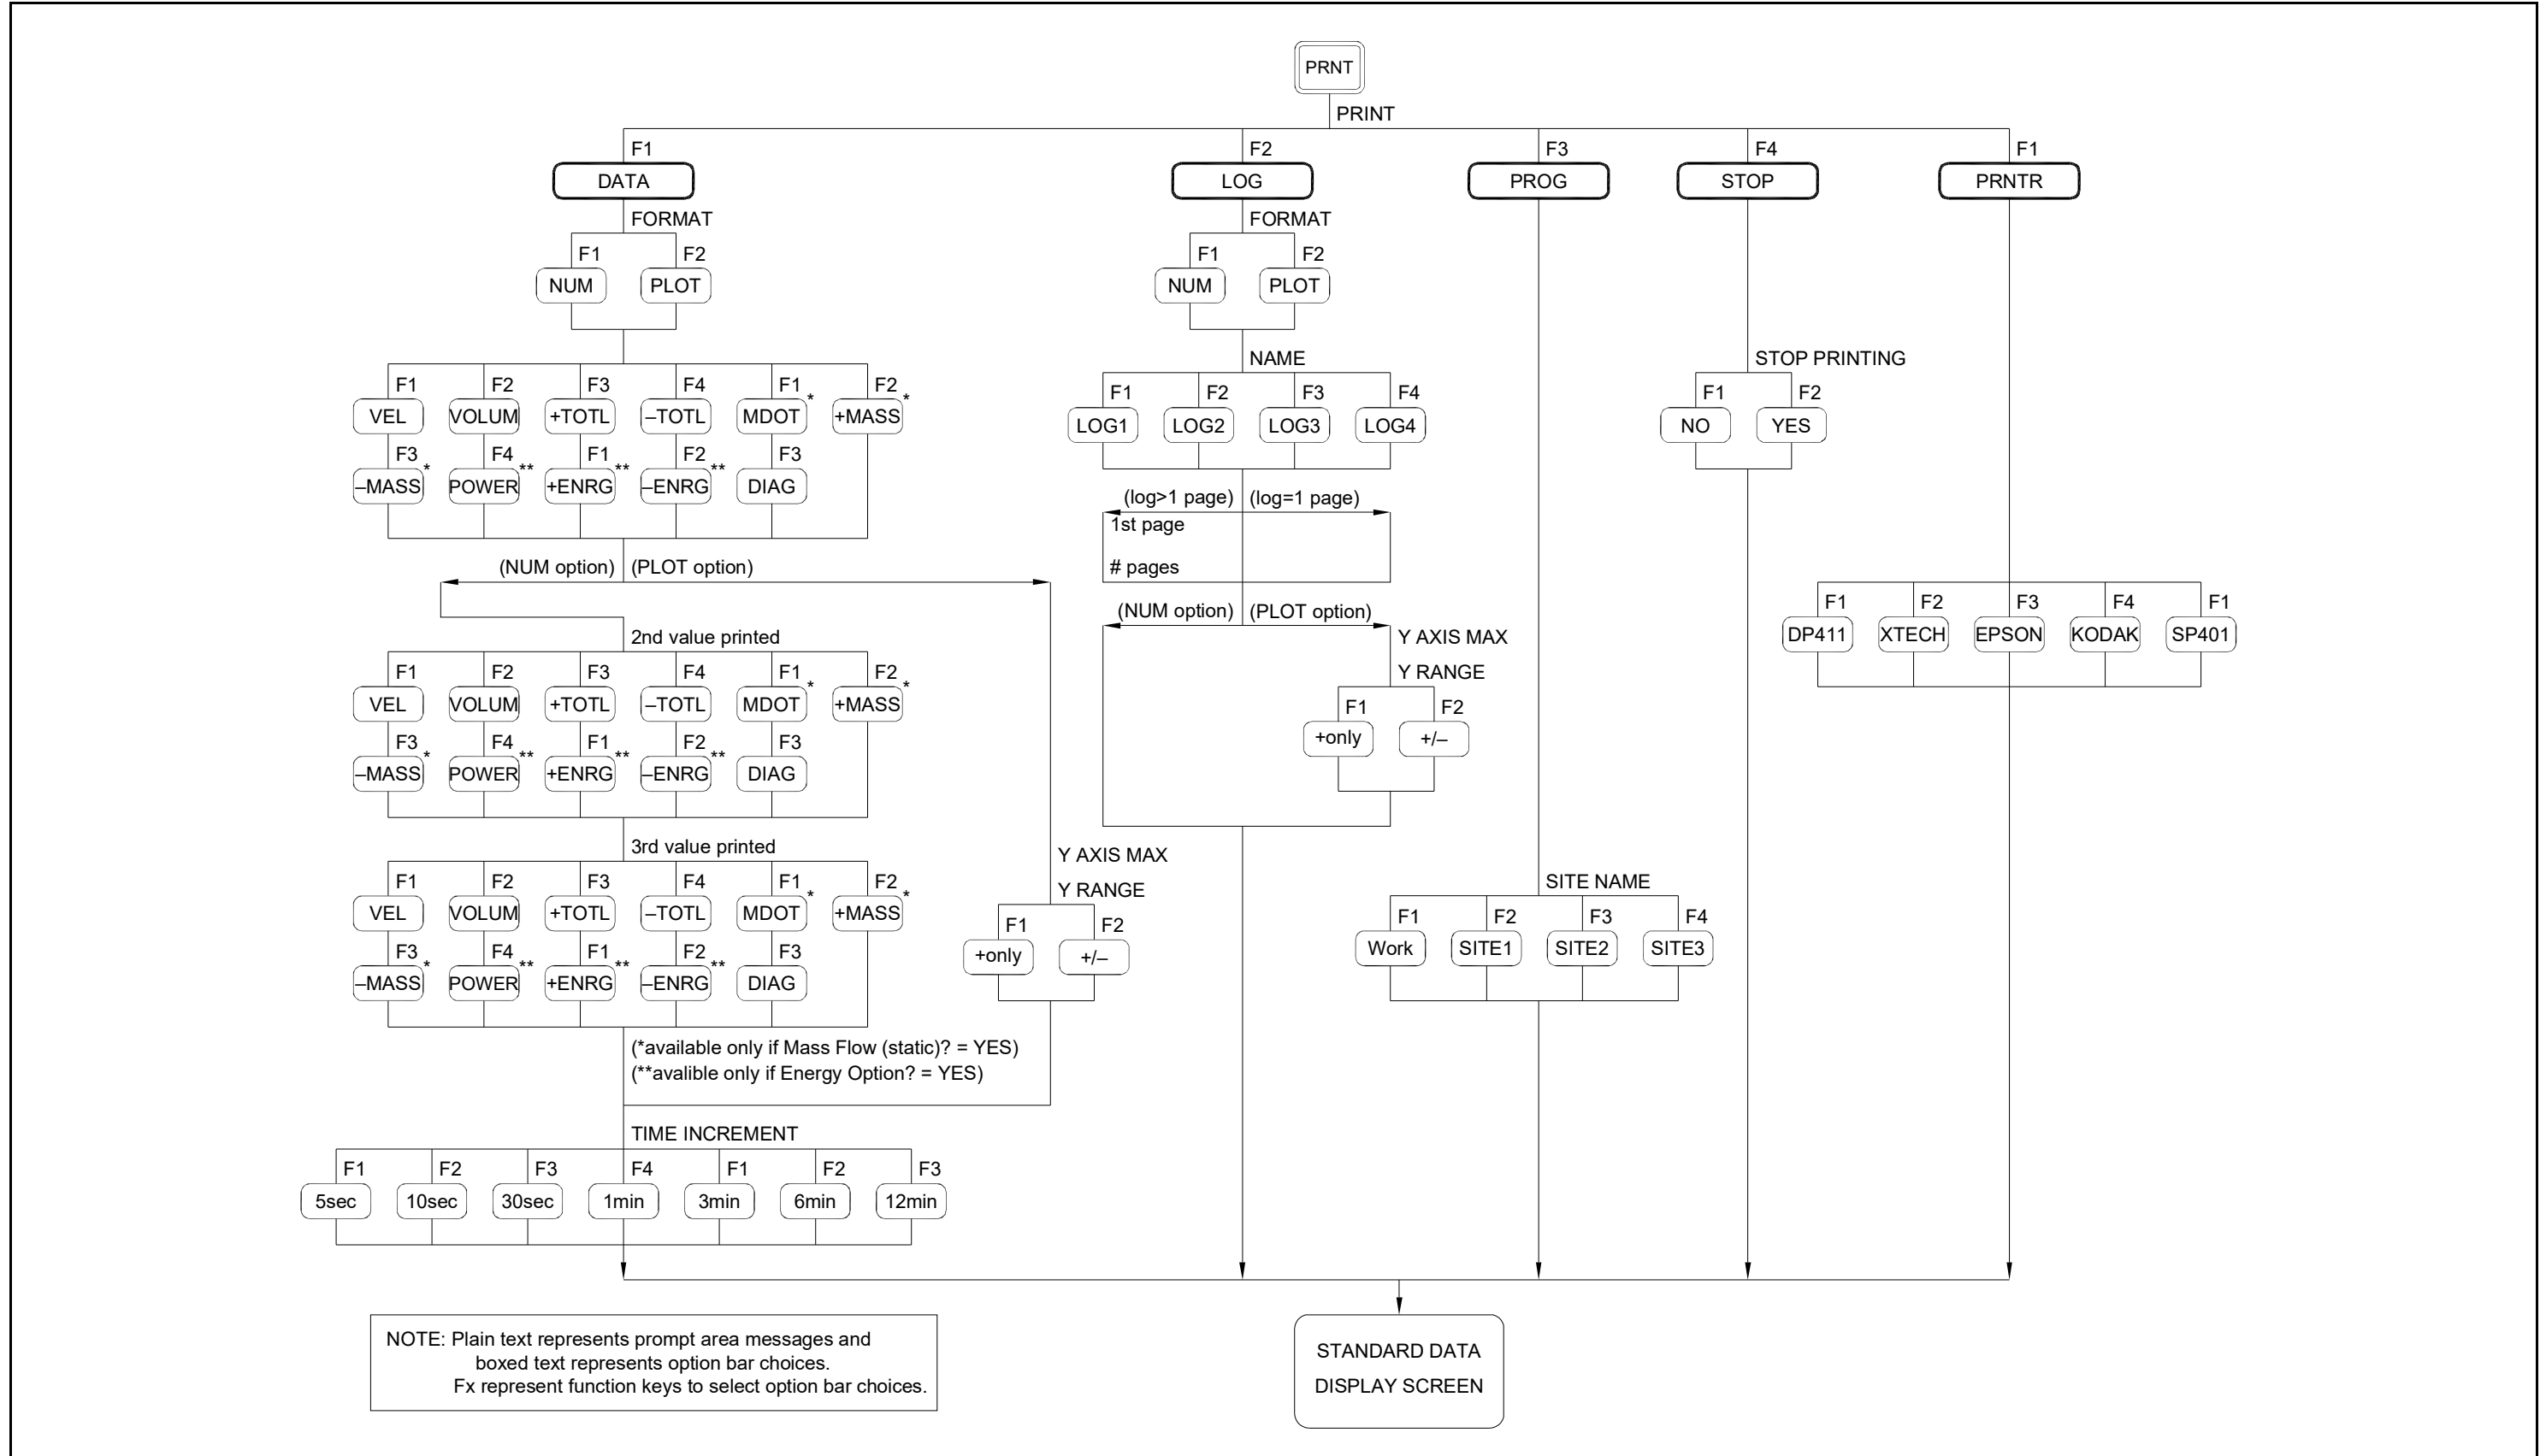 PRNT
PRINT
F1 F2 F3 F4 F1
DATA LOG PROG STOP PRNTR
FORMAT FORMAT
F1 F2 F1 F2
NUM PLOT NUM PLOT
NAME STOP PRINTING
F1 F2 F3 F4 F1 * F2 *
VEL VOLUM +TOTL –TOTL MDOT +MASS
F1 F2 F3 F4 F1 F2
LOG1 LOG2 LOG3 LOG4 NO YES
F3 * F4 ** F1 ** F2 ** F3
–MASS POWER +ENRG –ENRG DIAG
(log>1 page) (log=1 page)
1st page
# pages
(NUM option) (PLOT option)
(NUM option) (PLOT option)
F1 F2 F3 F4 F1
DP411 XTECH EPSON KODAK SP401
2nd value printed
Y AXIS MAX
Y RANGE
F1 F2 F3 F4 F1 * F2 *
VEL VOLUM +TOTL –TOTL MDOT +MASS
F1 F2
+only +/–
F3 * F4 ** F1 ** F2 ** F3
–MASS POWER +ENRG –ENRG DIAG
3rd value printed
Y AXIS MAX
Y RANGE
F1 F2 F3 F4 F1 * F2 *
VEL VOLUM +TOTL –TOTL MDOT +MASS
SITE NAME
F1 F2 F3 F4
Work SITE1 SITE2 SITE3
F1 F2
+only +/–
F3 * F4 ** F1 ** F2 ** F3
–MASS POWER +ENRG –ENRG DIAG
(*available only if Mass Flow (static)? = YES)
(**avalible only if Energy Option? = YES)
TIME INCREMENT
F1 F2 F3 F4 F1 F2 F3
5sec 10sec 30sec 1min 3min 6min 12min
NOTE: Plain text represents prompt area messages and
boxed text represents option bar choices.
Fx represent function keys to select option bar choices.
STANDARD DATA
DISPLAY SCREEN